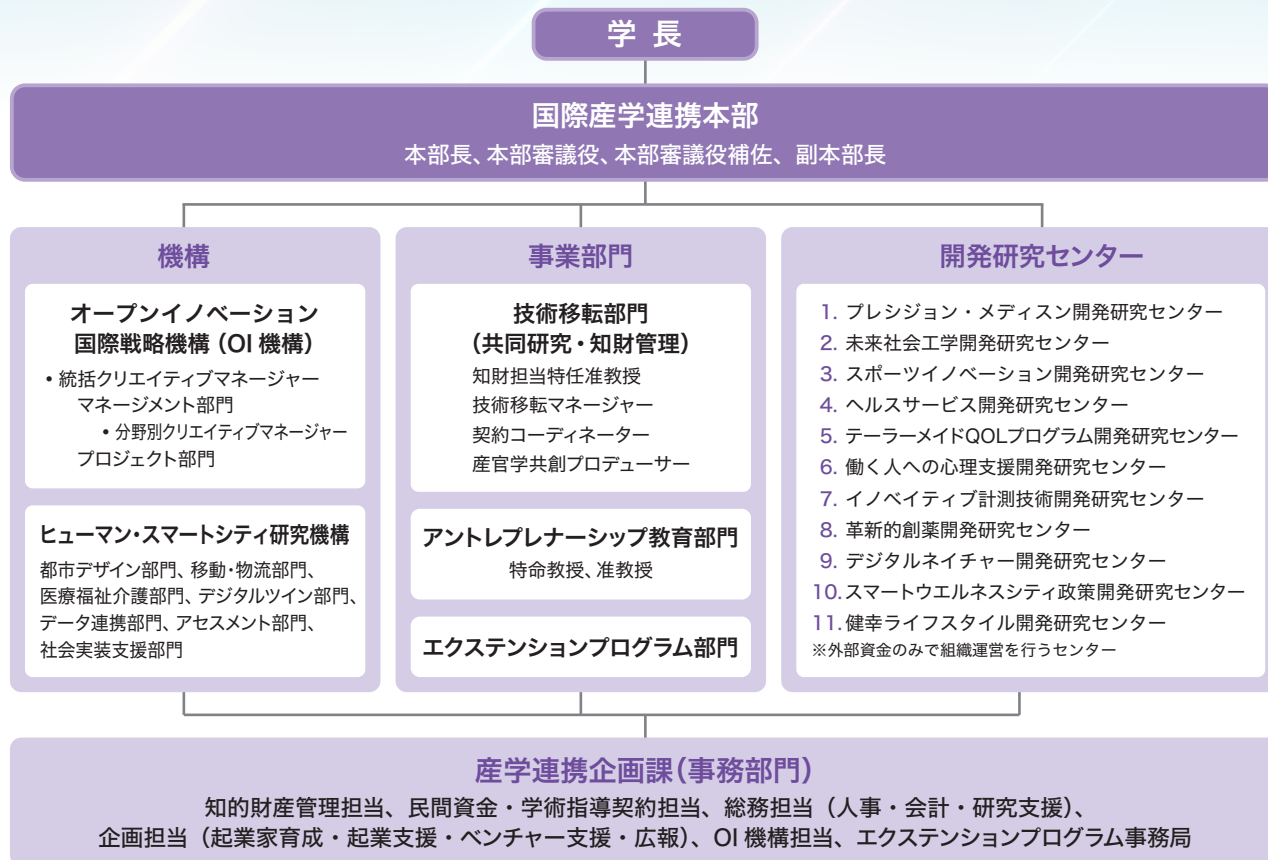 学 長
国際産学連携本部
本部長、本部審議役、本部審議役補佐、副本部長
機構
オープンイノベーション
国際戦略機構（OI 機構）
・統括クリエイティブマネージャー
マネージメント部門
・分野別クリエイティブマネージャー
プロジェクト部門
ヒューマン・スマートシティ研究機構
都市デザイン部門、移動・物流部門、
医療福祉介護部門、デジタルツイン部門、
データ連携部門、アセスメント部門、
社会実装支援部門
事業部門
技術移転部門
（共同研究・知財管理）
知財担当特任准教授
技術移転マネージャー
契約コーディネーター
産官学共創プロデューサー
アントレプレナーシップ教育部門
特命教授、准教授
エクステンションプログラム部門
開発研究センター
1. プレシジョン・メディスン開発研究センター
2. 未来社会工学開発研究センター
3. スポーツイノベーション開発研究センター
4. ヘルスサービス開発研究センター
5. テーラーメイドQOLプログラム開発研究センター
6. 働く人への心理支援開発研究センター
7. イノベイティブ計測技術開発研究センター
8. 革新的創薬開発研究センター
9. デジタルネイチャー開発研究センター
10. スマートウエルネスシティ政策開発研究センター
11. 健幸ライフスタイル開発研究センター
※外部資金のみで組織運営を行うセンター
産学連携企画課（事務部門）
知的財産管理担当、民間資金・学術指導契約担当、総務担当（人事・会計・研究支援）、
企画担当（起業家育成・起業支援・ベンチャー支援・広報）、OI 機構担当、エクステンションプログラム事務局